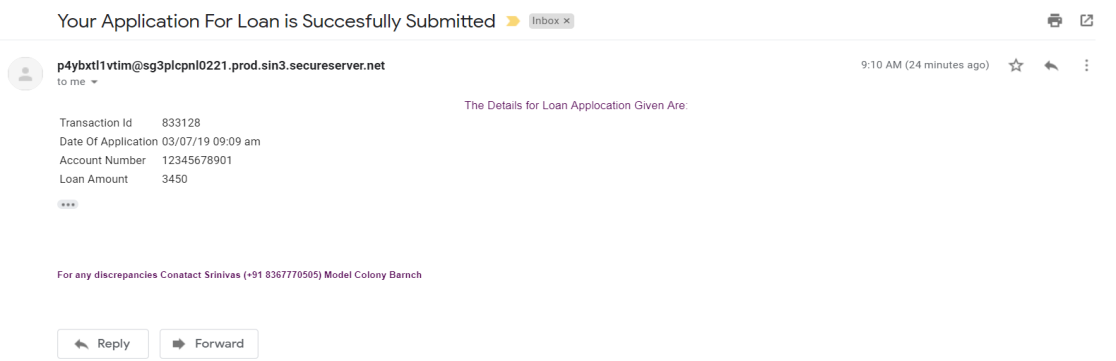 Your Application For Loan is Succesfully Submitted Inbox ×
p4ybxtl1vtim@sg3plcpnl0221.prod.sin3.secureserver.net 9:10 AM (24 minutes ago)
to me
The Details for Loan Applocation Given Are:
Transaction Id 833128
Date Of Application 03/07/19 09:09 am
Account Number 12345678901
Loan Amount 3450
For any discrepancies Conatact Srinivas (+91 8367770505) Model Colony Barnch
Reply Forward